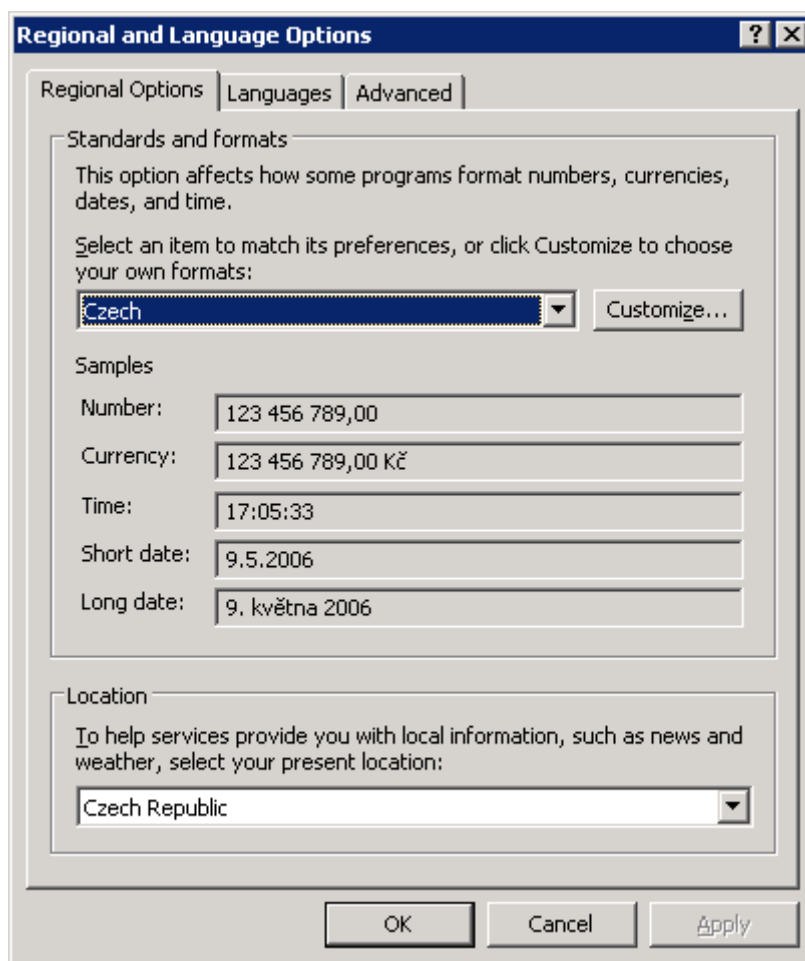 Regional and Language Options
Regional Options Languages Advanced
Standards and formats
This option affects how some programs format numbers, currencies,
dates, and time.
Select an item to match its preferences, or click Customize to choose
your own formats:
Czech Customize...
Samples
Number: 123 456 789,00
Currency: 123 456 789,00 Kč
Time: 17:05:33
Short date: 9.5.2006
Long date: 9. května 2006
Location
To help services provide you with local information, such as news and
weather, select your present location:
Czech Republic
OK Cancel Apply